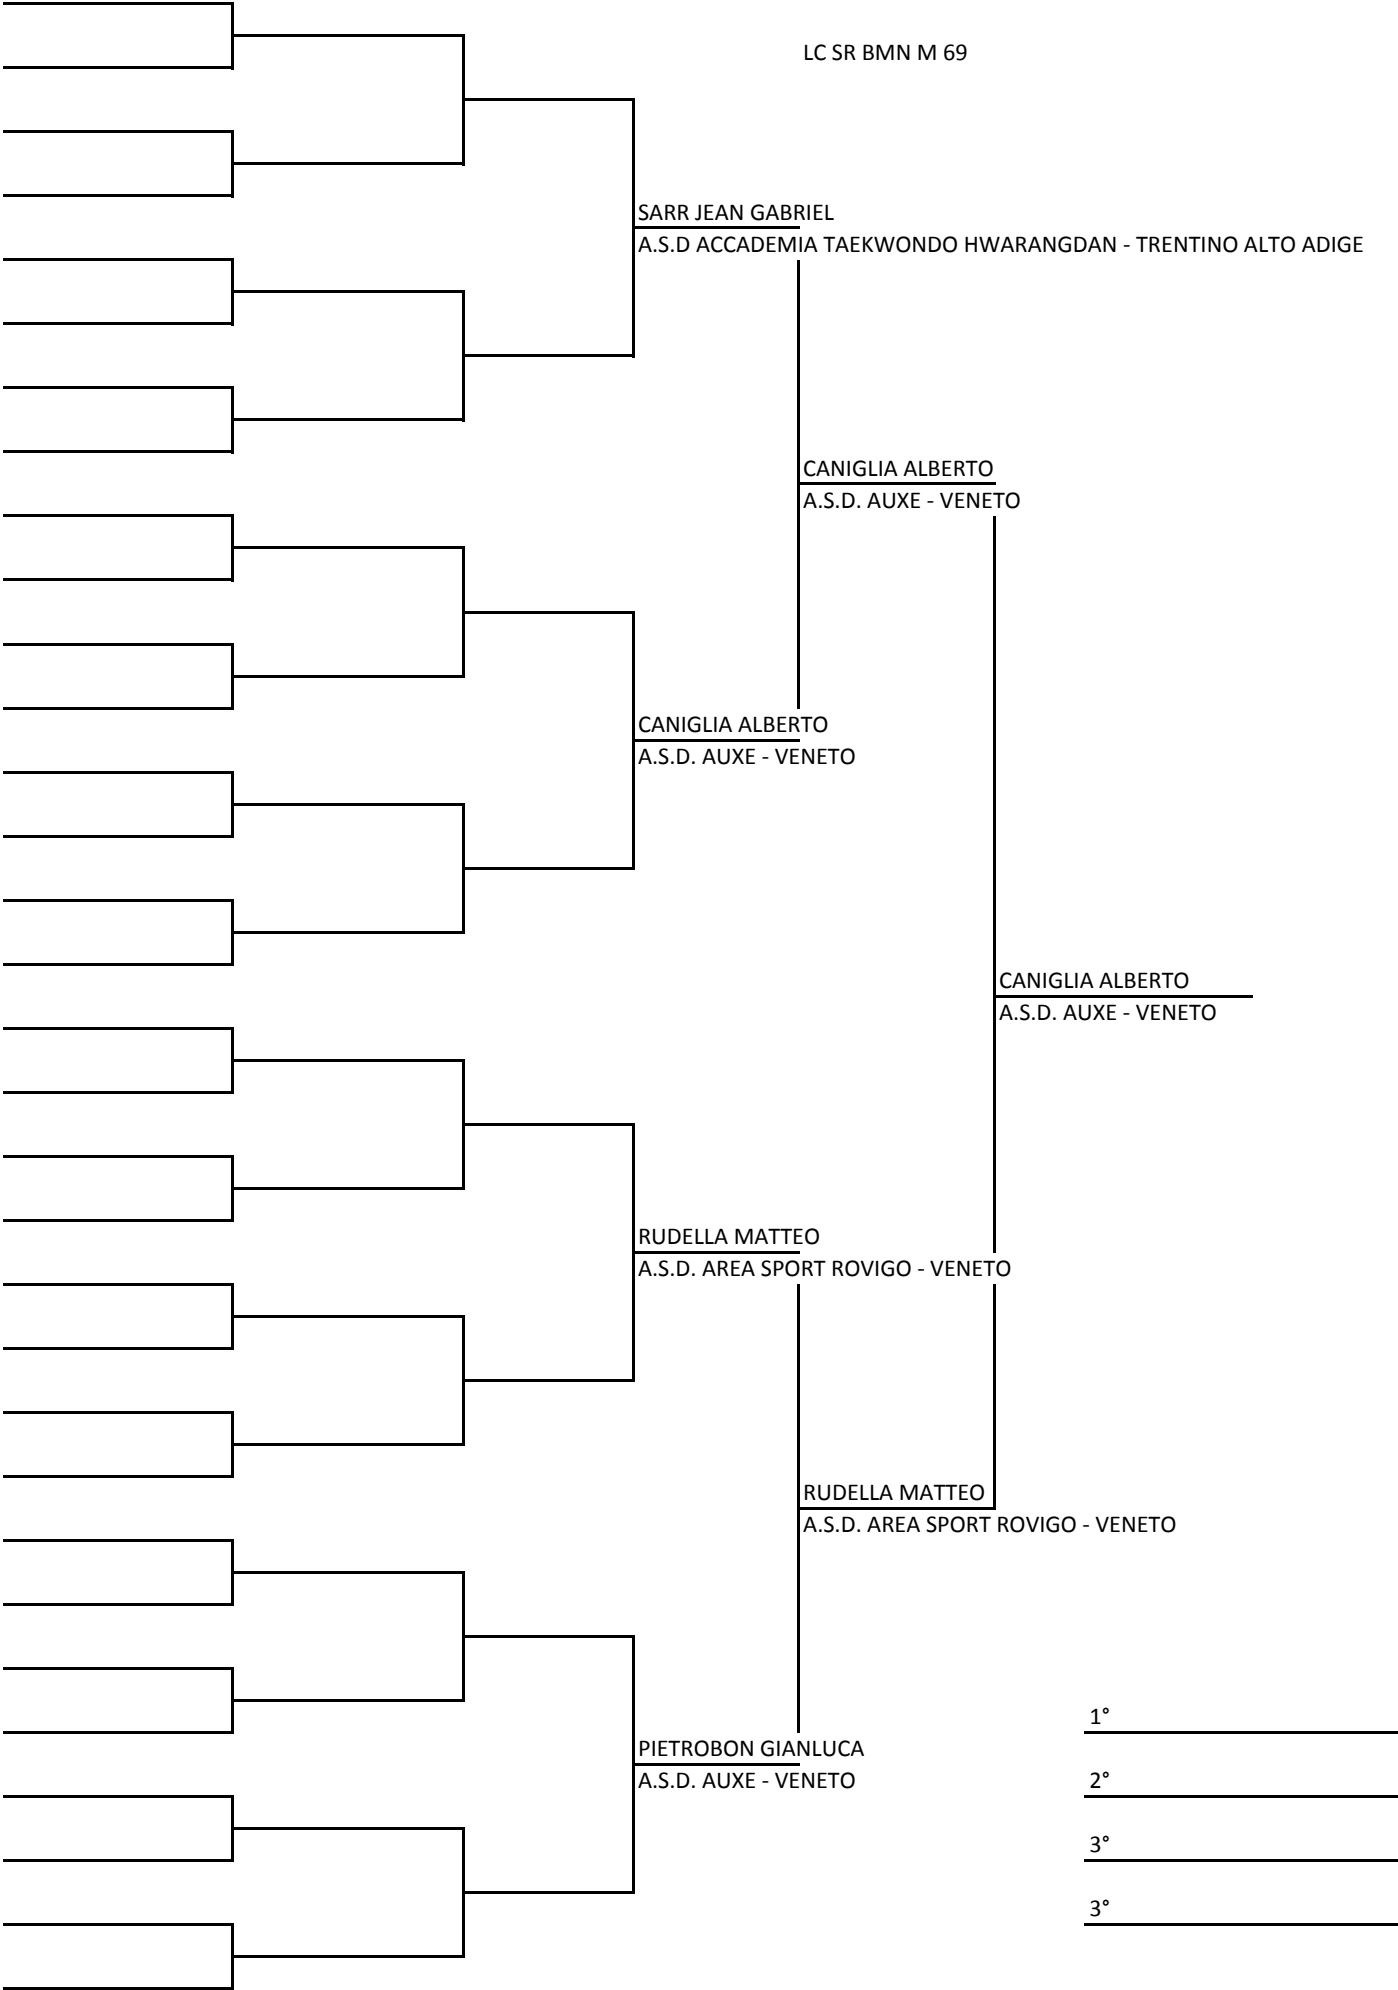 LC SR BMN M 69
SARR JEAN GABRIEL
A.S.D ACCADEMIA TAEKWONDO HWARANGDAN - TRENTINO ALTO ADIGE
CANIGLIA ALBERTO
A.S.D. AUXE - VENETO
CANIGLIA ALBERTO
A.S.D. AUXE - VENETO
CANIGLIA ALBERTO
A.S.D. AUXE - VENETO
RUDELLA MATTEO
A.S.D. AREA SPORT ROVIGO - VENETO
RUDELLA MATTEO
A.S.D. AREA SPORT ROVIGO - VENETO
1°
PIETROBON GIANLUCA
A.S.D. AUXE - VENETO
2°
3°
3°